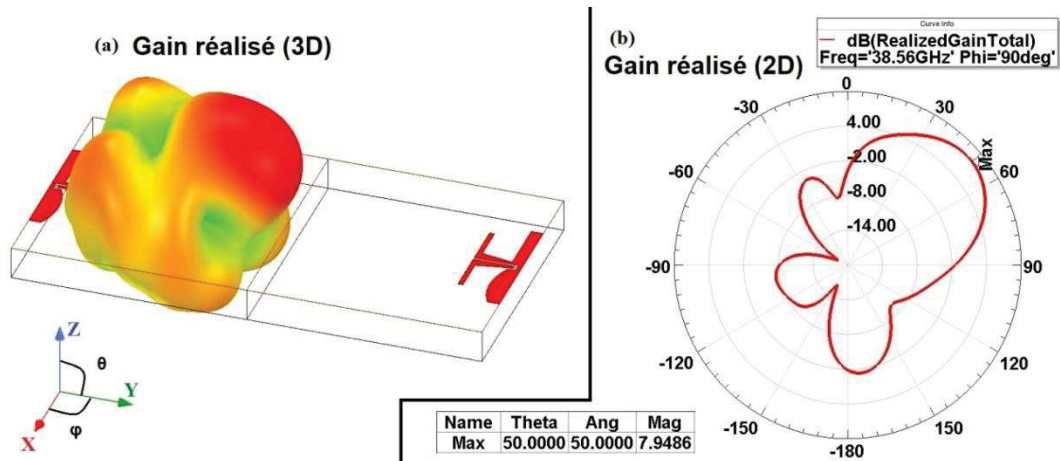 (a) Gain réalisé (3D)
Z
θ
Y
X
φ
(b)
Gain réalisé (2D)
Curve Info
dB(RealizedGainTotal)
Freq='38.56GHz' Phi='90deg'
0
-30
30
4.00
Max
-60
-2.00
60
-8.00
-14.00
-90
90
-120
120
-150
150
-180
Name Theta Ang Mag
Max 50.0000 50.0000 7.9486